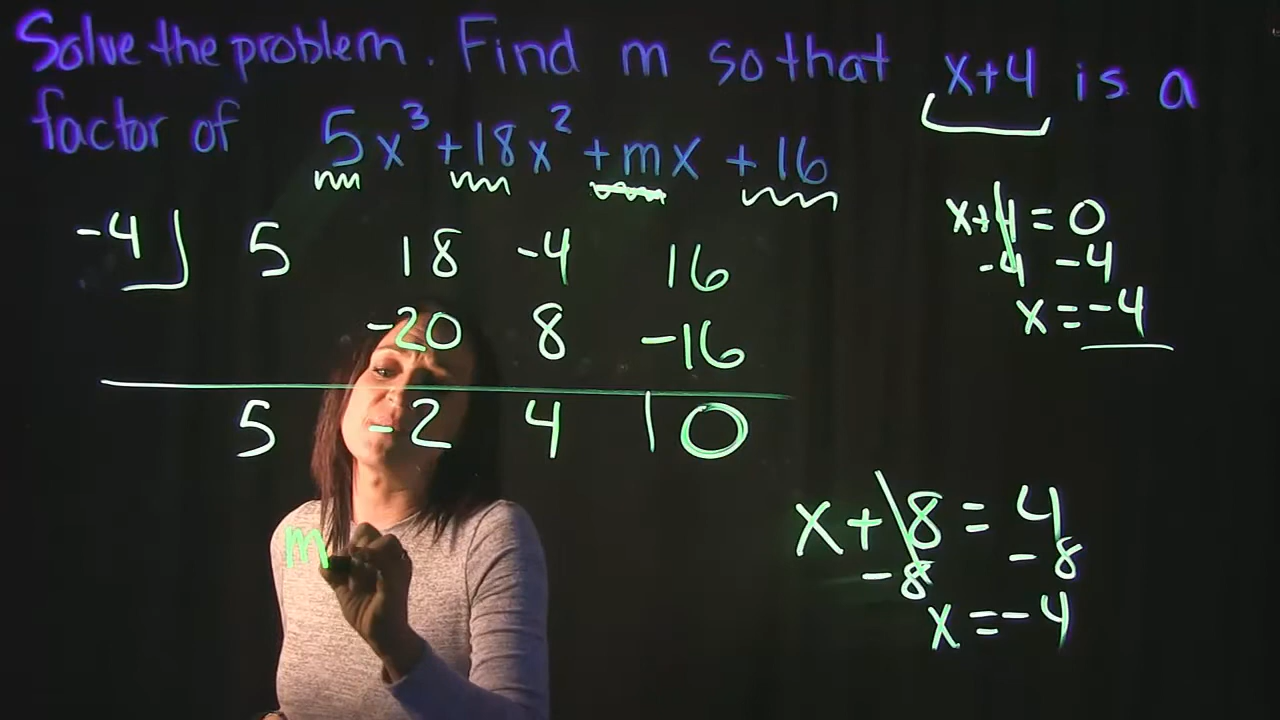 Solve the problem. Find m so that x+4 is a
factor of 5x³ +18x² +mx +16
x+4 = 0
-4 -4
x = -4
-4 5 18 -4 16
-20 8 -16
5 -2 4 0
m
x + 8 = 4
-8 -8
x = -4